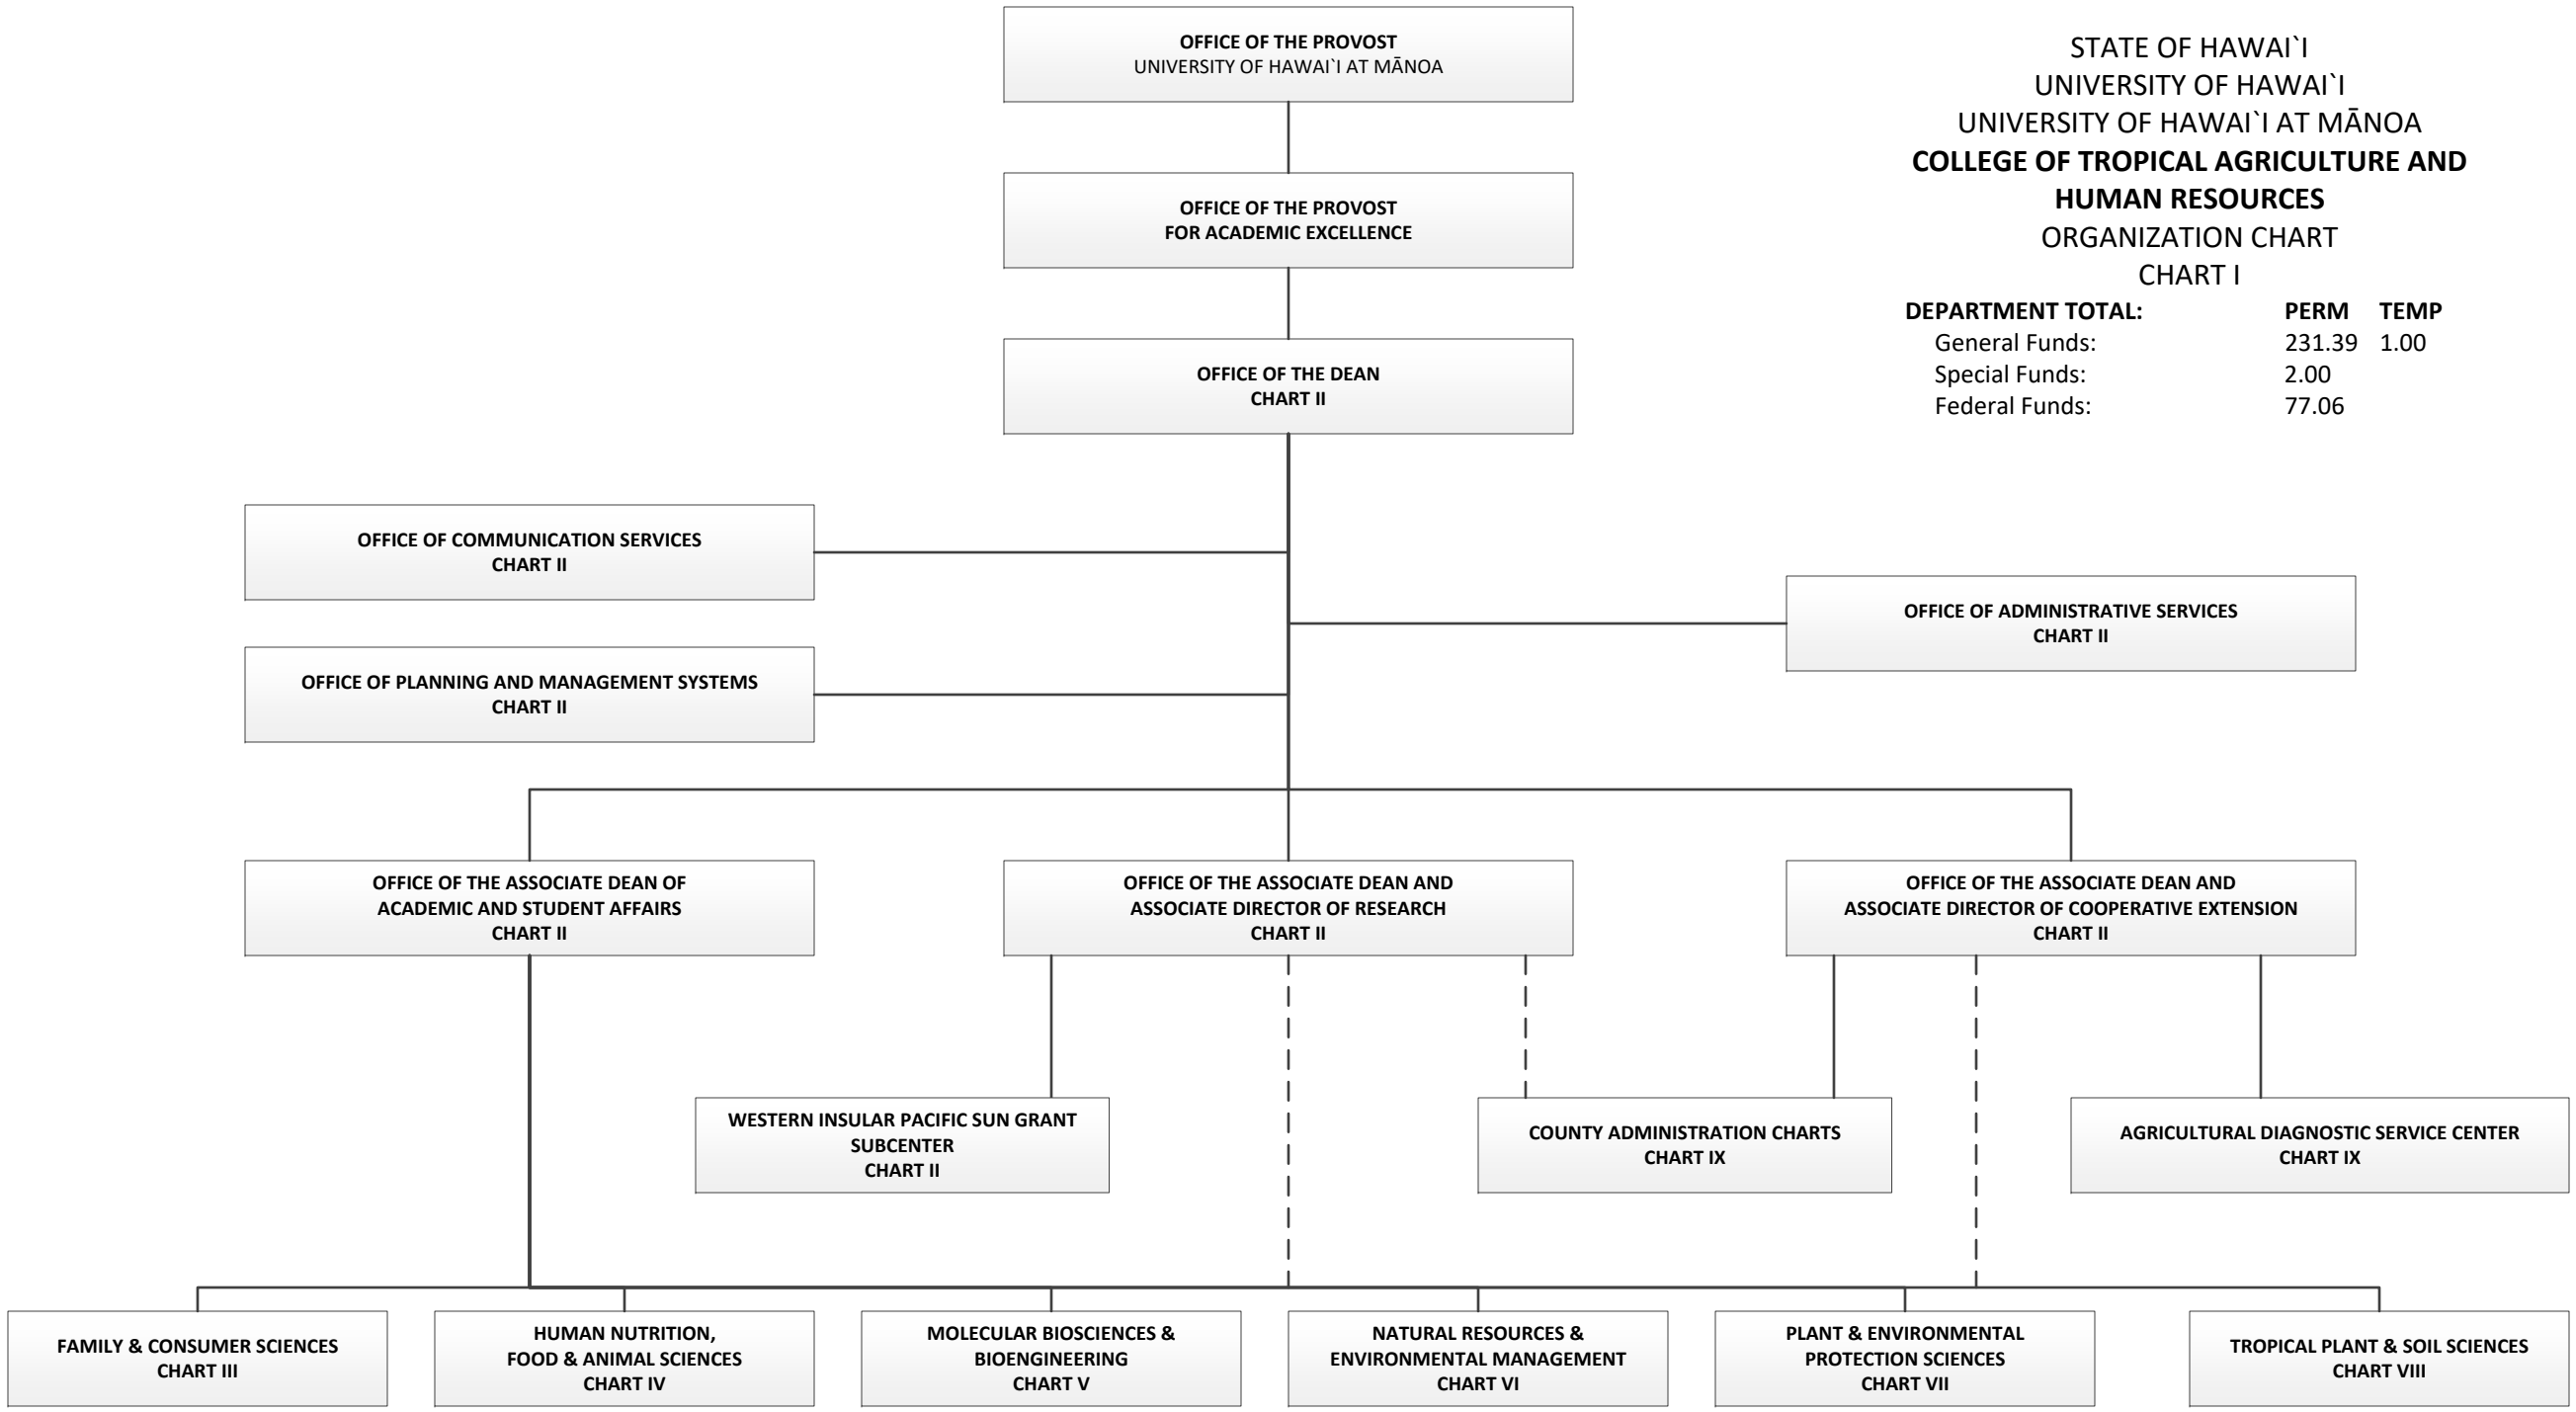 OFFICE OF THE PROVOST
UNIVERSITY OF HAWAI`I AT MĀNOA
STATE OF HAWAI`I
UNIVERSITY OF HAWAI`I
UNIVERSITY OF HAWAI`I AT MĀNOA
COLLEGE OF TROPICAL AGRICULTURE AND
HUMAN RESOURCES
ORGANIZATION CHART
CHART I
DEPARTMENT TOTAL: PERM TEMP
General Funds: 231.39 1.00
Special Funds: 2.00
Federal Funds: 77.06
OFFICE OF THE PROVOST
FOR ACADEMIC EXCELLENCE
OFFICE OF THE DEAN
CHART II
OFFICE OF COMMUNICATION SERVICES
CHART II
OFFICE OF ADMINISTRATIVE SERVICES
CHART II
OFFICE OF PLANNING AND MANAGEMENT SYSTEMS
CHART II
OFFICE OF THE ASSOCIATE DEAN OF
ACADEMIC AND STUDENT AFFAIRS
CHART II
OFFICE OF THE ASSOCIATE DEAN AND
ASSOCIATE DIRECTOR OF RESEARCH
CHART II
OFFICE OF THE ASSOCIATE DEAN AND
ASSOCIATE DIRECTOR OF COOPERATIVE EXTENSION
CHART II
WESTERN INSULAR PACIFIC SUN GRANT
SUBCENTER
CHART II
COUNTY ADMINISTRATION CHARTS
CHART IX
AGRICULTURAL DIAGNOSTIC SERVICE CENTER
CHART IX
FAMILY & CONSUMER SCIENCES
CHART III
HUMAN NUTRITION,
FOOD & ANIMAL SCIENCES
CHART IV
MOLECULAR BIOSCIENCES &
BIOENGINEERING
CHART V
NATURAL RESOURCES &
ENVIRONMENTAL MANAGEMENT
CHART VI
PLANT & ENVIRONMENTAL
PROTECTION SCIENCES
CHART VII
TROPICAL PLANT & SOIL SCIENCES
CHART VIII